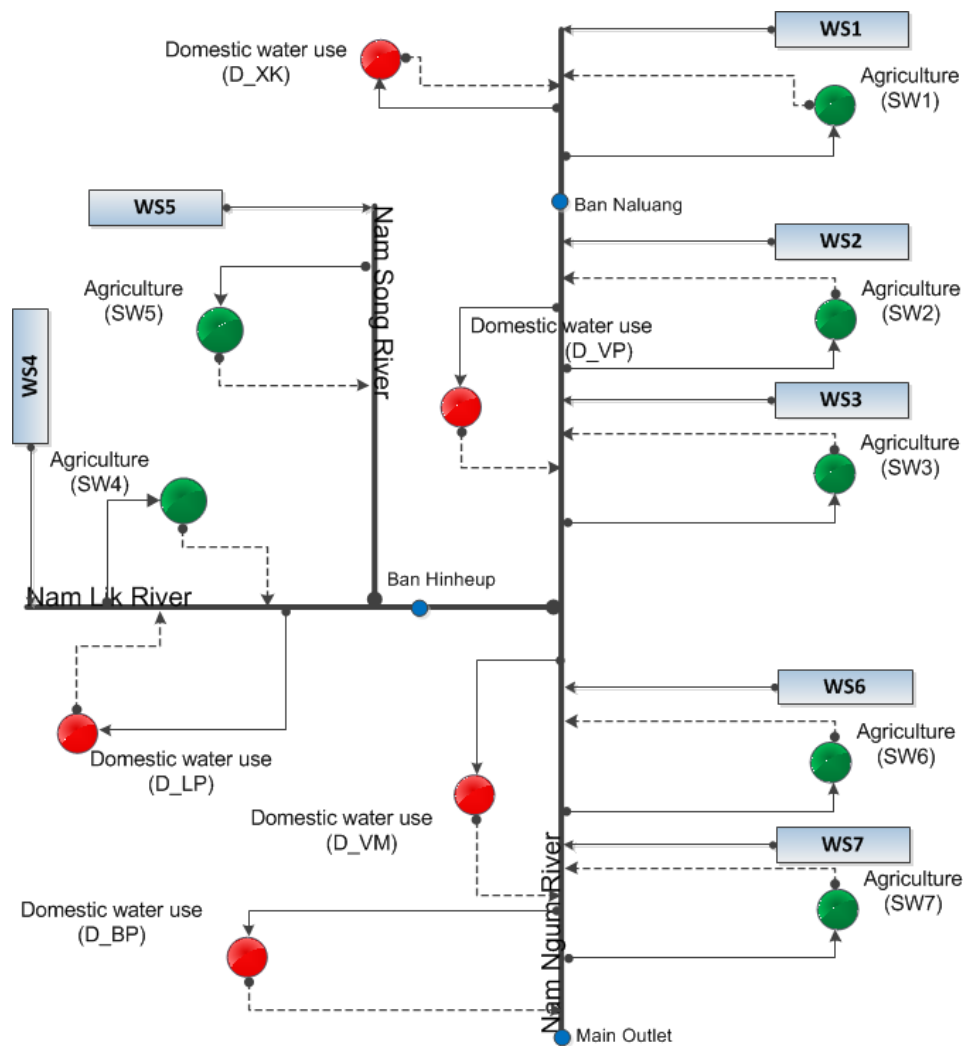 WS1
Domestic water use
(D_XK)
Agriculture
(SW1)
WS5
Ban Naluang
Nam Song River
WS2
Agriculture
(SW5)
Agriculture
(SW2)
Domestic water use
(D_VP)
WS4
WS3
Agriculture
(SW4)
Agriculture
(SW3)
Ban Hinheup
Nam Lik River
WS6
Agriculture
(SW6)
Domestic water use
(D_LP)
Domestic water use
(D_VM)
WS7
Nam Ngum River
Agriculture
(SW7)
Domestic water use
(D_BP)
Main Outlet